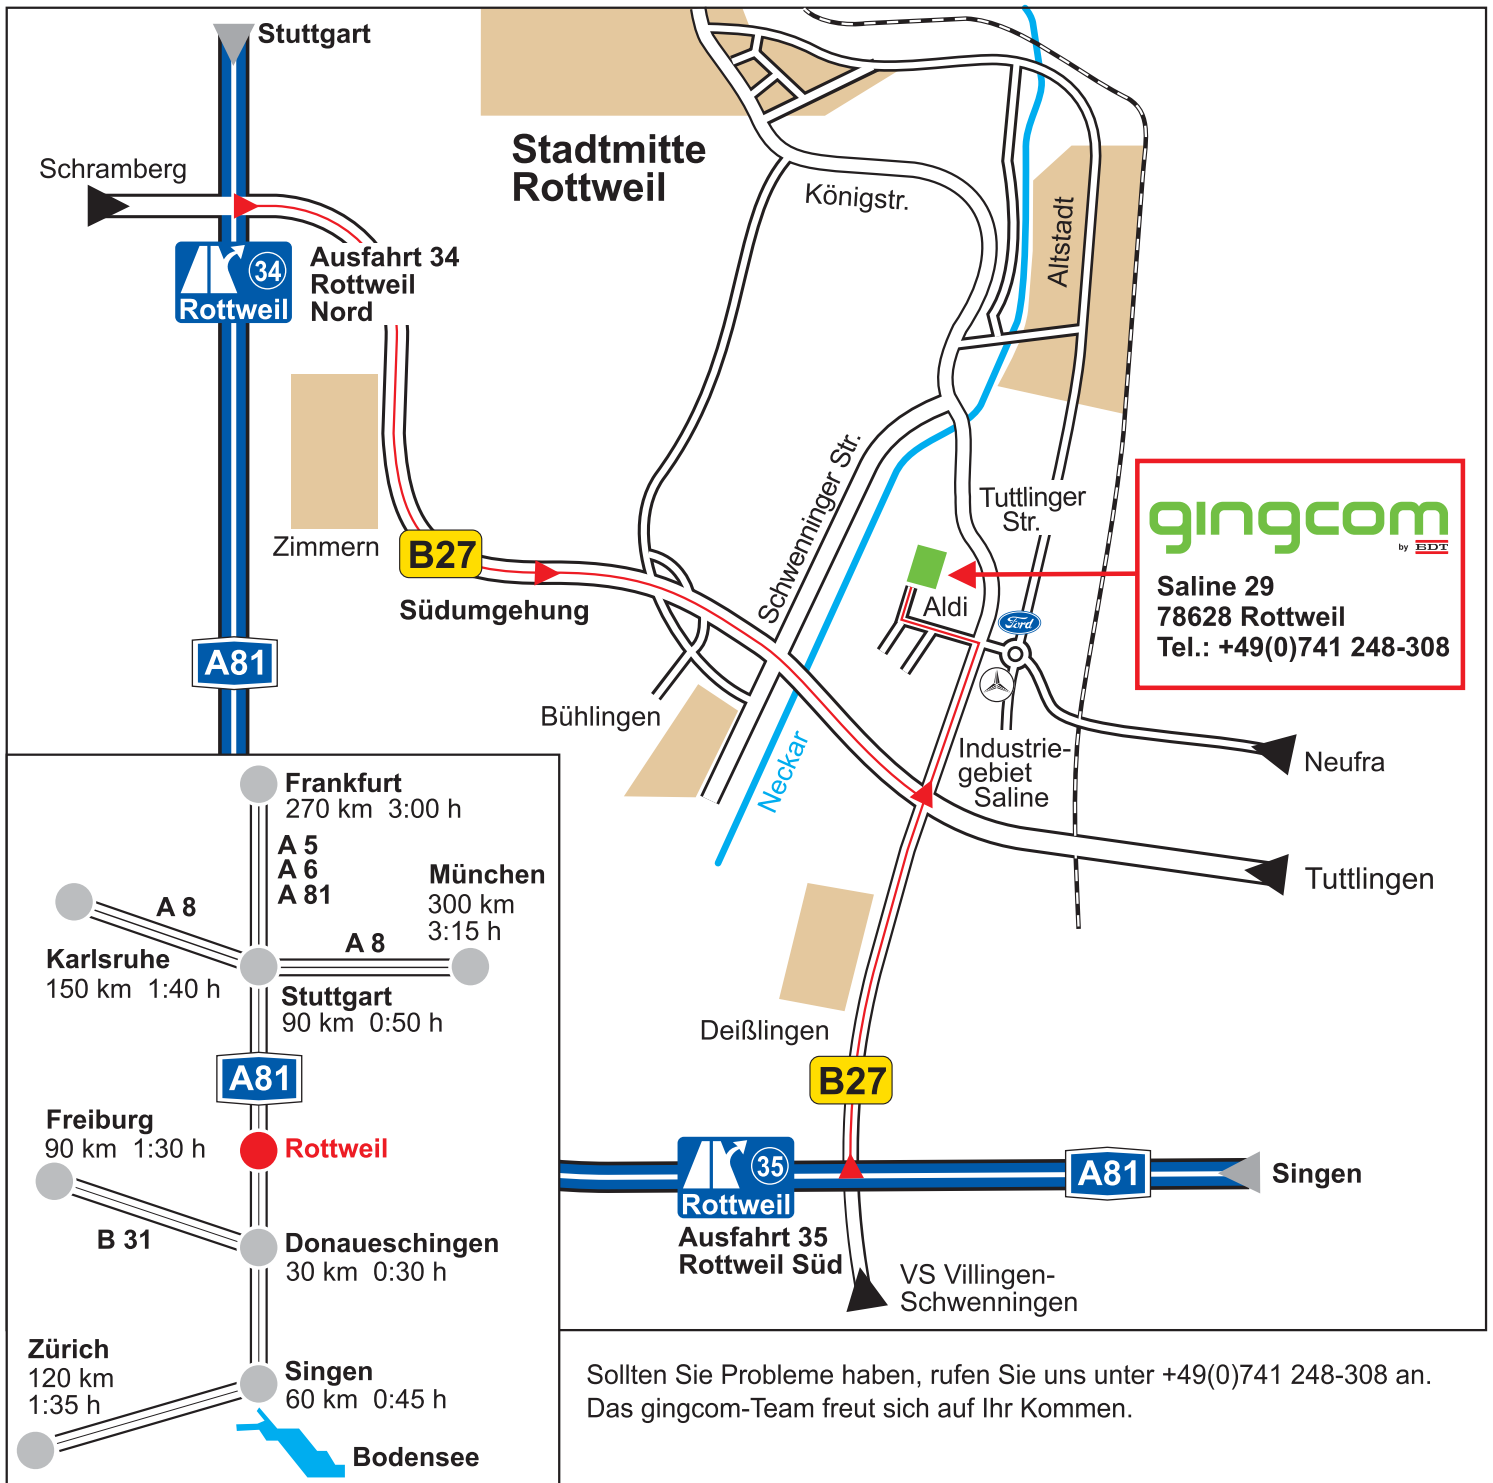 Stuttgart
Schramberg
34
Rottweil
Ausfahrt 34
Rottweil
Nord
Stadtmitte
Rottweil
Königstr.
Altstadt
Zimmern
B27
Südumgehung
Schwenninger Str.
Tuttlinger
Str.
gingcom
by BDT
Saline 29
78628 Rottweil
Tel.: +49(0)741 248-308
Aldi
Ford
A81
Bühlingen
Neckar
Industrie-
gebiet
Saline
Neufra
Tuttlingen
Deißlingen
B27
35
Rottweil
Ausfahrt 35
Rottweil Süd
A81
Singen
VS Villingen-
Schwenningen
Frankfurt
270 km 3:00 h
A 5
A 6
A 81
München
300 km
3:15 h
A 8
A 8
Karlsruhe
150 km 1:40 h
Stuttgart
90 km 0:50 h
A81
Freiburg
90 km 1:30 h
Rottweil
B 31
Donaueschingen
30 km 0:30 h
Zürich
120 km
1:35 h
Singen
60 km 0:45 h
Bodensee
Sollten Sie Probleme haben, rufen Sie uns unter +49(0)741 248-308 an.
Das gingcom-Team freut sich auf Ihr Kommen.